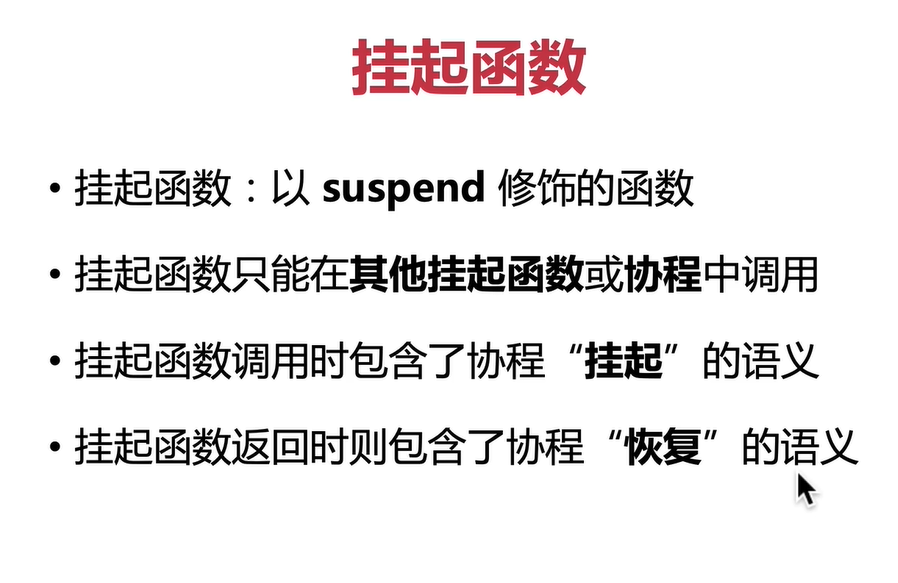 挂起函数
• 挂起函数：以 suspend 修饰的函数
• 挂起函数只能在其他挂起函数或协程中调用
• 挂起函数调用时包含了协程“挂起”的语义
• 挂起函数返回时则包含了协程“恢复”的语义